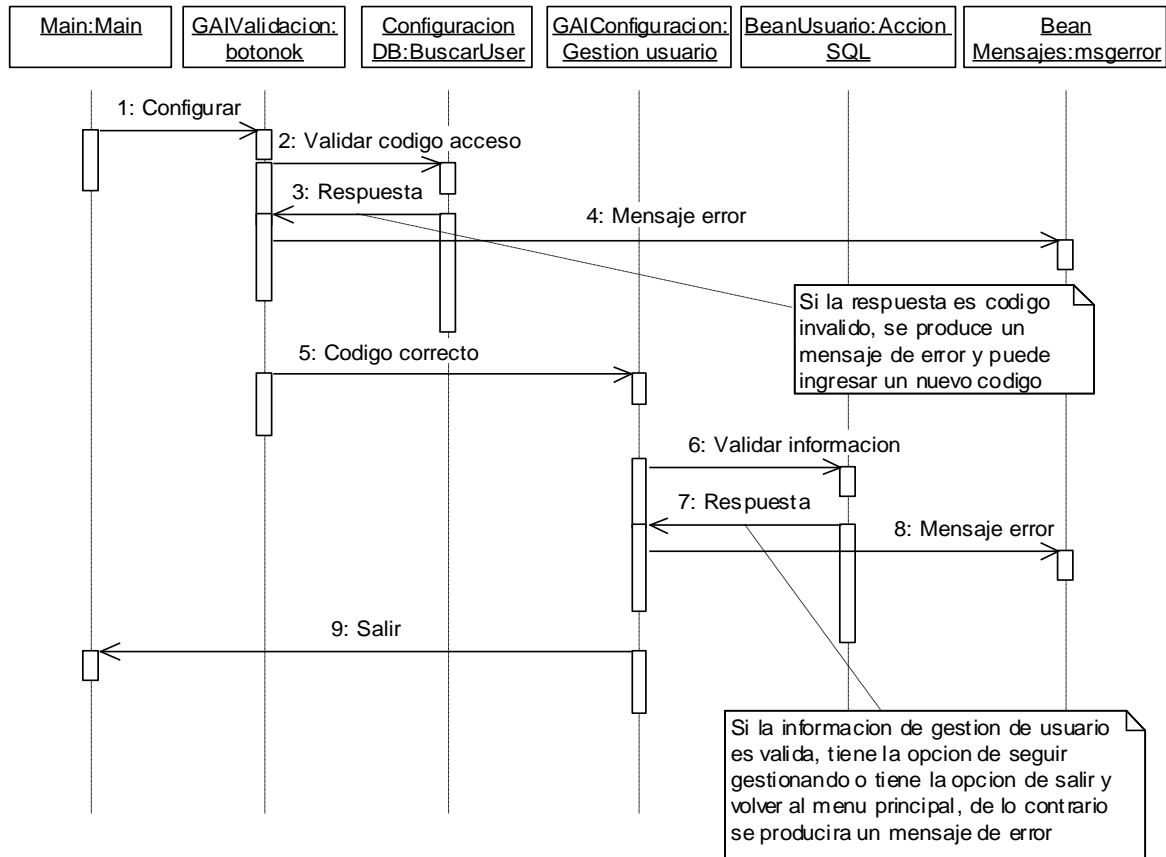 Main:Main
GAIValidacion:
botonok
Configuracion
DB:BuscarUser
GAIConfiguracion:
Gestion usuario
BeanUsuario:Accion
SQL
Bean
Mensajes:msgerror
1: Configurar
2: Validar codigo acceso
3: Respuesta
4: Mensaje error
Si la respuesta es codigo
invalido, se produce un
mensaje de error y puede
ingresar un nuevo codigo
5: Codigo correcto
6: Validar informacion
7: Respuesta
8: Mensaje error
9: Salir
Si la informacion de gestion de usuario
es valida, tiene la opcion de seguir
gestionando o tiene la opcion de salir y
volver al menu principal, de lo contrario
se producira un mensaje de error